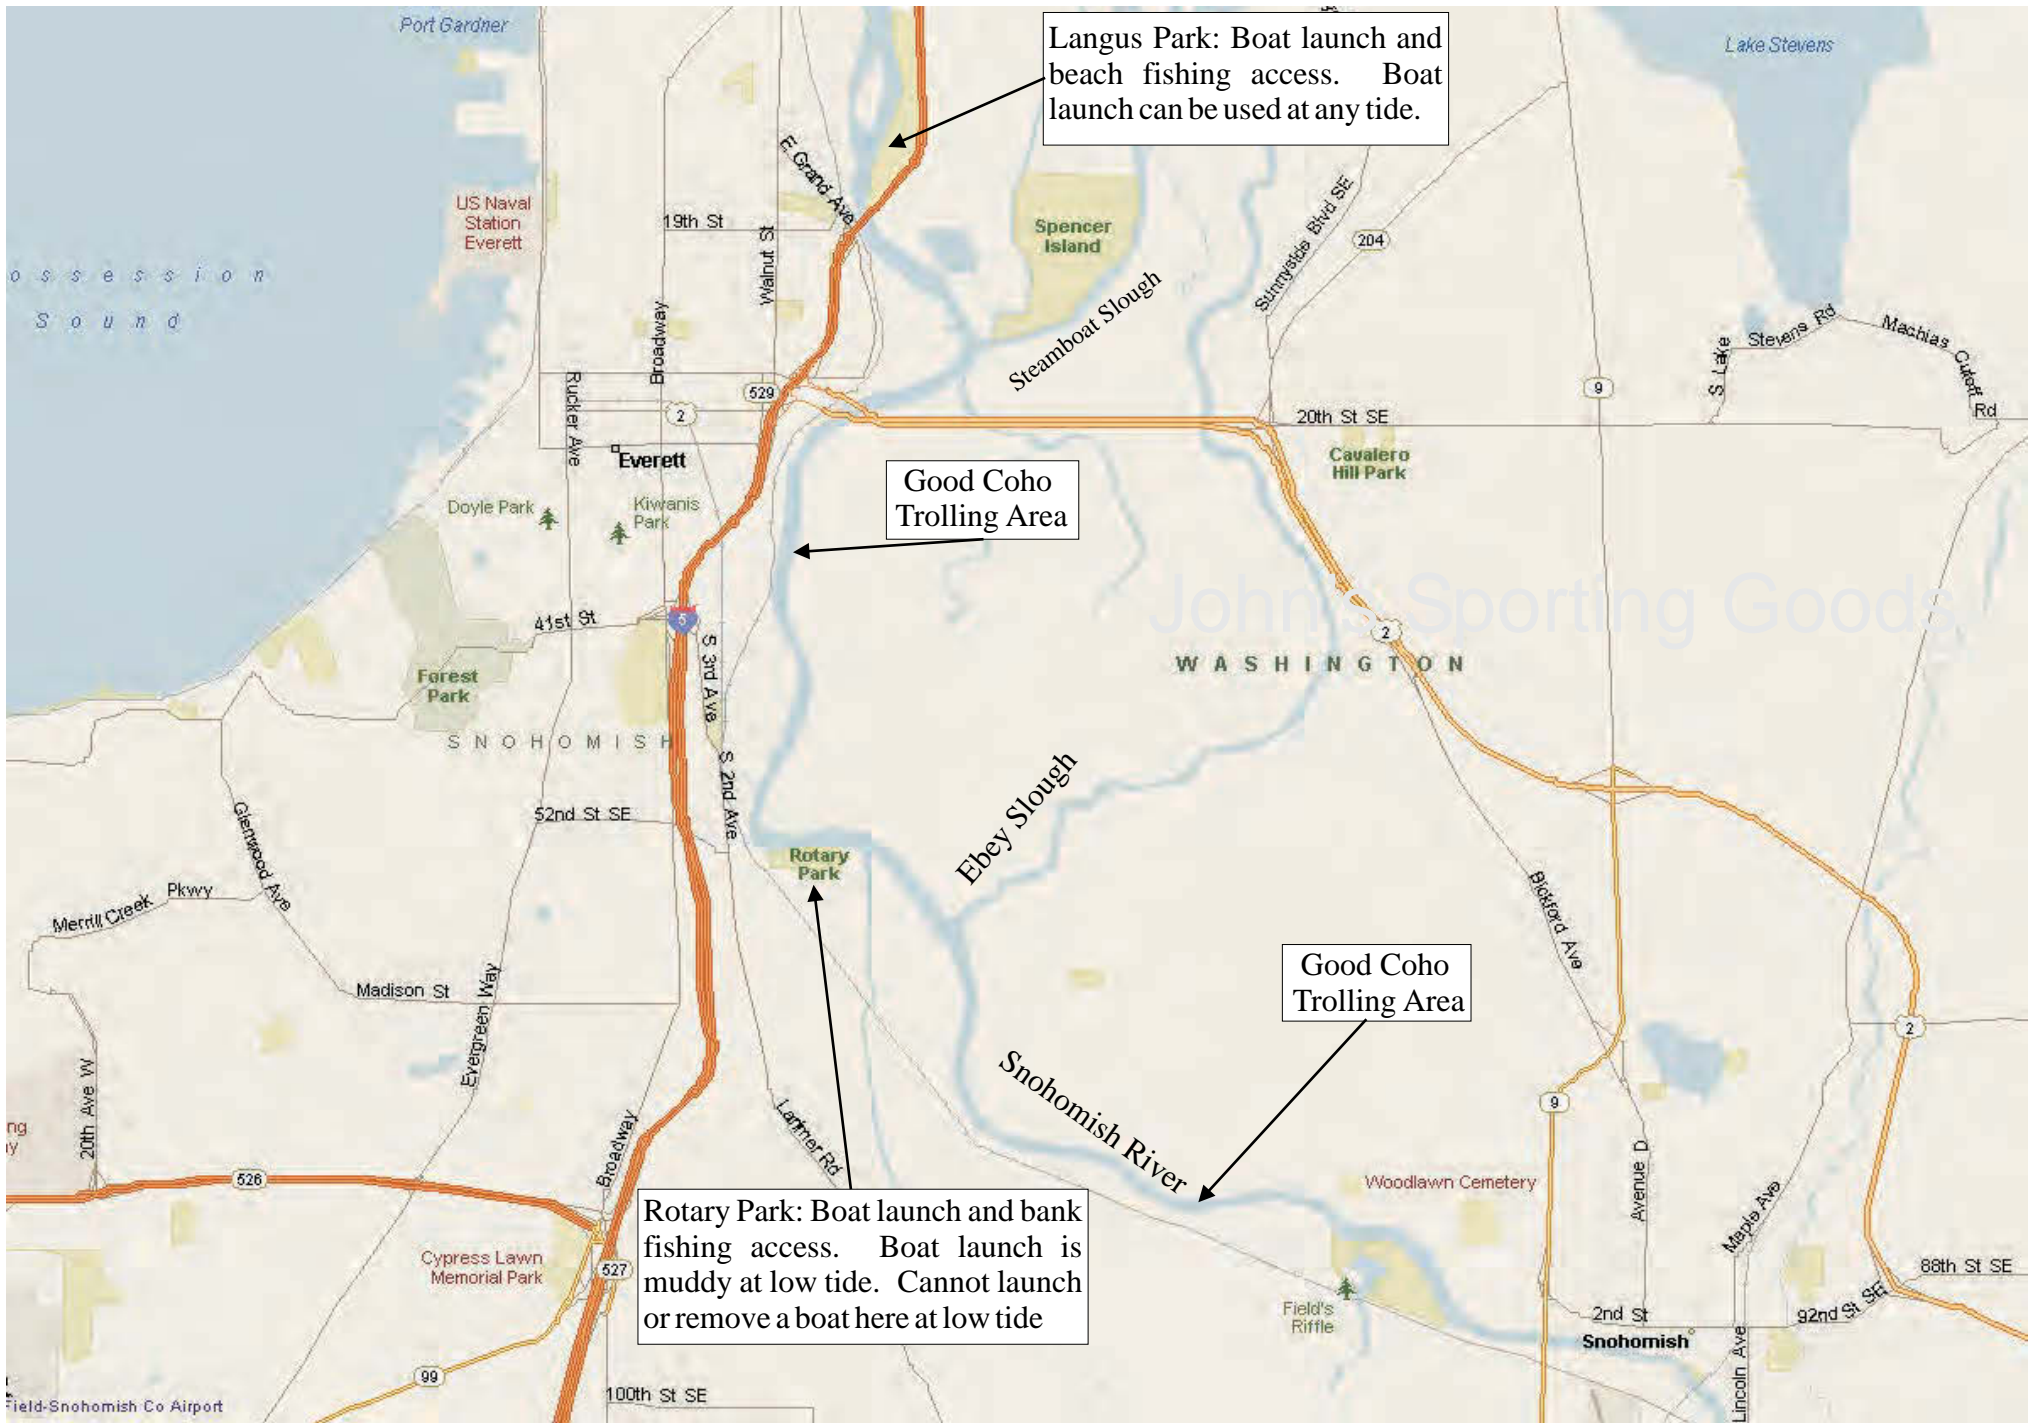 Port Gardner
Langus Park: Boat launch and
beach fishing access. Boat
launch can be used at any tide.
Lake Stevens
E Grand Ave
US Naval
Station
Everett
19th St
Walnut St
Spencer
Island
Sunnyside Blvd SE
204
ossession
Sound
Steamboat Slough
Broadway
Rucker Ave
529
2
9
S Lake
Stevens Rd
Machias Cutoff
Rd
20th St SE
Everett
Cavalero
Hill Park
Good Coho
Trolling Area
Doyle Park
Kiwanis
Park
John's Sporting Goods
41st St
5
S 3rd Ave
2
WASHINGTON
Forest
Park
SNOHOMISH
S 2nd Ave
Ebey Slough
52nd St SE
Glenwood Ave
Rotary
Park
Merrill Creek Pkwy
Bickford Ave
Good Coho
Trolling Area
Madison St
Evergreen Way
2
Snohomish River
20th Ave W
9
Larimer Rd
Broadway
ng
y
526
Avenue D
Woodlawn Cemetery
Maple Ave
Rotary Park: Boat launch and bank
fishing access. Boat launch is
muddy at low tide. Cannot launch
or remove a boat here at low tide
Cypress Lawn
Memorial Park
527
88th St SE
Field's
Riffle
2nd St
92nd St SE
Snohomish
Lincoln Ave
99
100th St SE
Field-Snohomish Co Airport